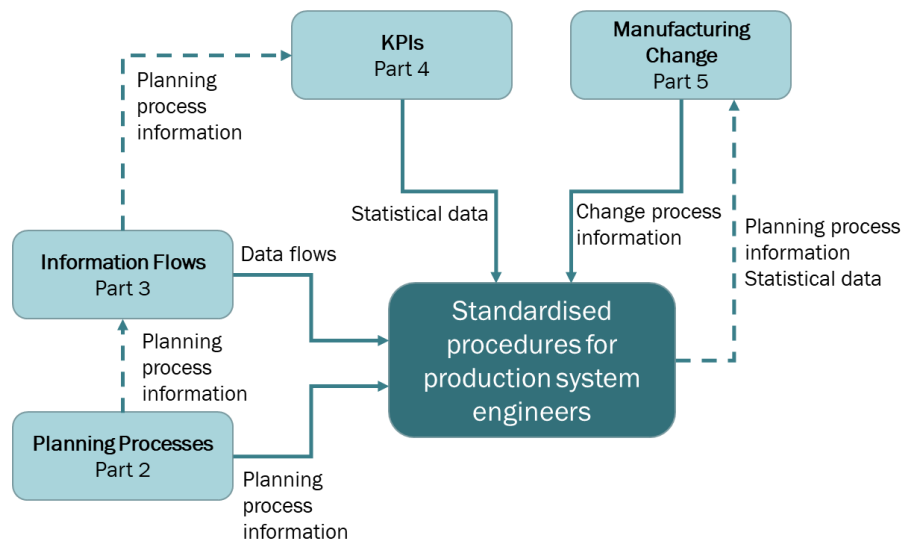 KPIs
Part 4
Manufacturing
Change
Part 5
Planning
process
information
Statistical data
Change process
information
Planning process
information
Statistical data
Information Flows
Part 3
Data flows
Standardised
procedures for
production system
engineers
Planning
process
information
Planning Processes
Part 2
Planning
process
information